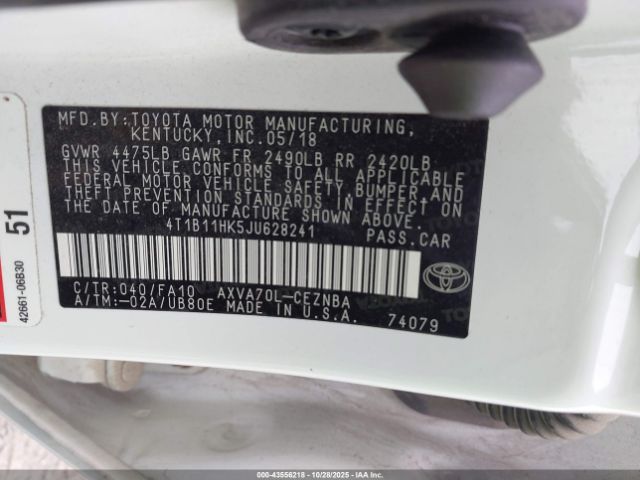 MFD. BY: TOYOTA MOTOR MANUFACTURING,
KENTUCKY, INC. 05/18
GVWR 4475LB GAWR FR 2490LB RR 2420LB
THIS VEHICLE CONFORMS TO ALL APPLICABLE
FEDERAL MOTOR VEHICLE SAFETY, BUMPER AND
THEFT PREVENTION STANDARDS IN EFFECT ON
THE DATE OF MANUFACTURE SHOWN ABOVE.
4T1B11HK5JU628241 PASS.CAR
C/TR: 040/FA10 AXVA70L-CEZNBA
A/TM: -02A/UB80E MADE IN U.S.A. 74079
TOYOTA
42661-06B30
51
000-43556218 | 10/28/2025 | IAAI.COM